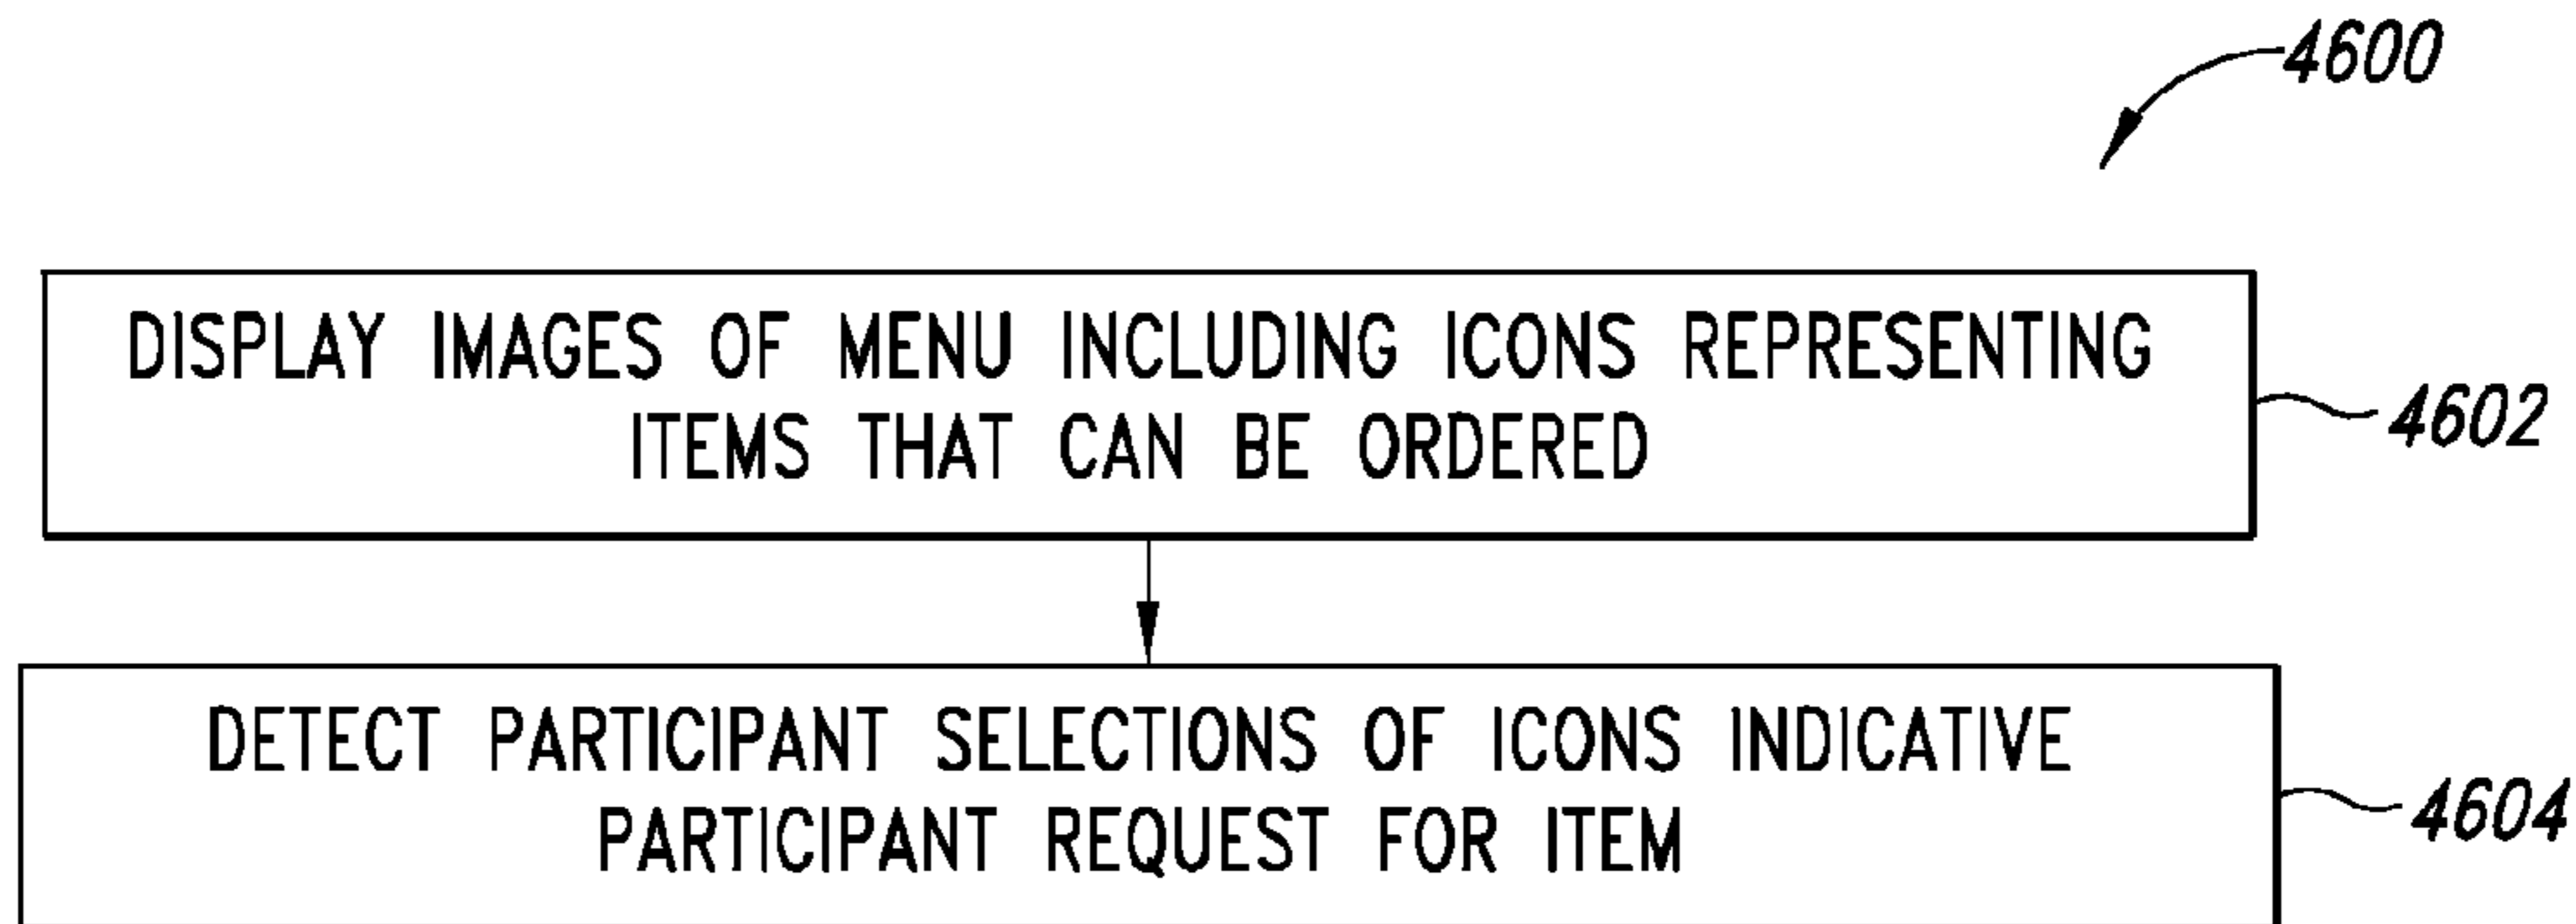 4600
DISPLAY IMAGES OF MENU INCLUDING ICONS REPRESENTING
ITEMS THAT CAN BE ORDERED
4602
DETECT PARTICIPANT SELECTIONS OF ICONS INDICATIVE
PARTICIPANT REQUEST FOR ITEM
4604